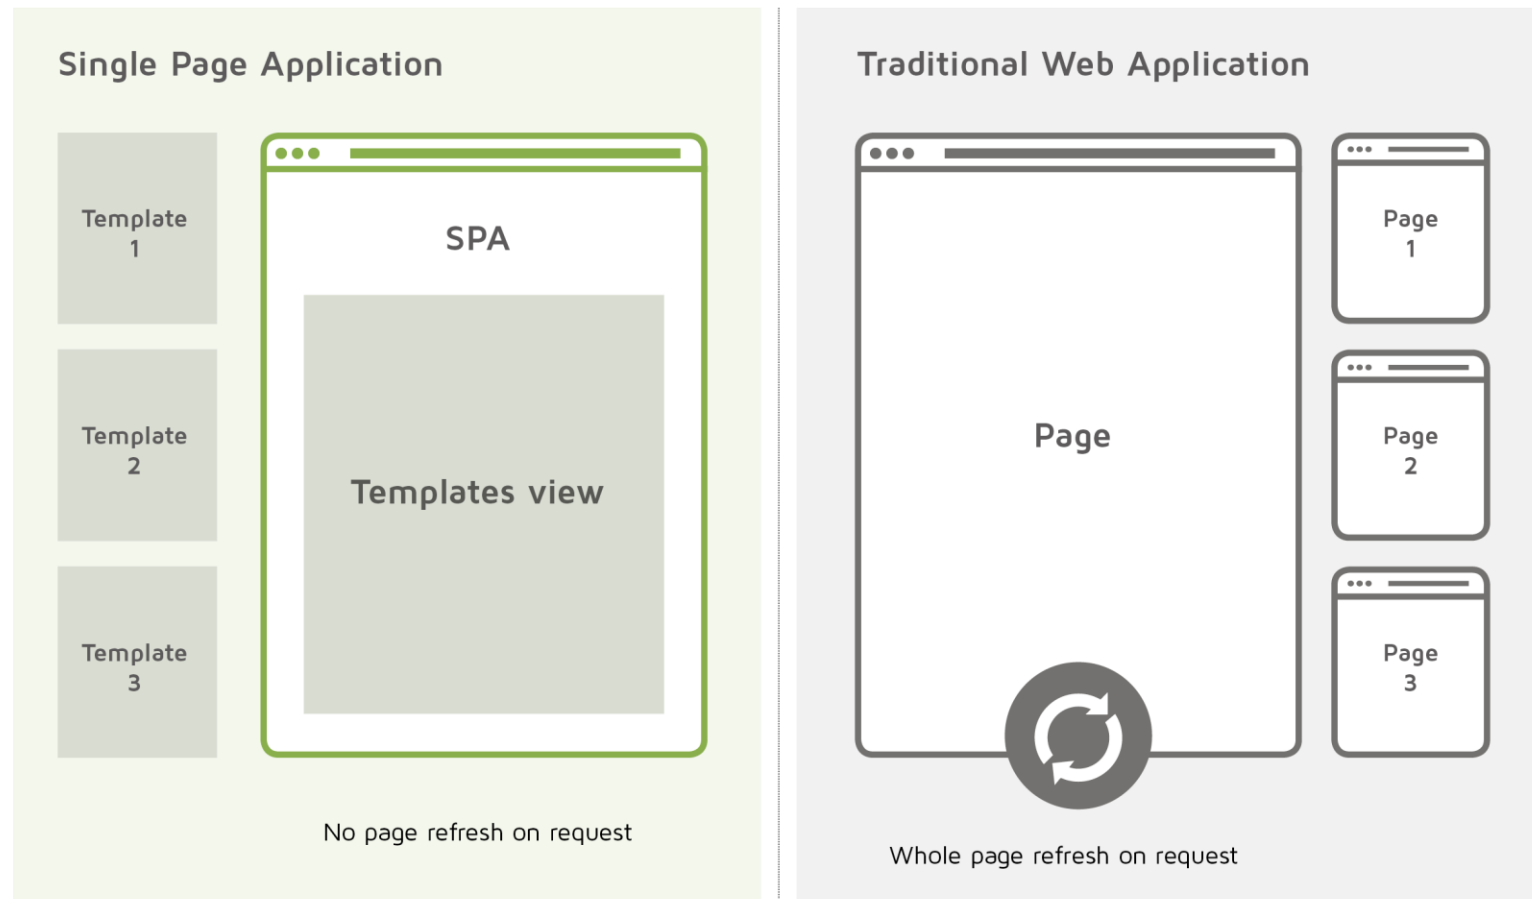 Single Page Application
Template
1
Template
2
Template
3
SPA
Templates view
No page refresh on request
Traditional Web Application
Page
Page
1
Page
2
Page
3
Whole page refresh on request